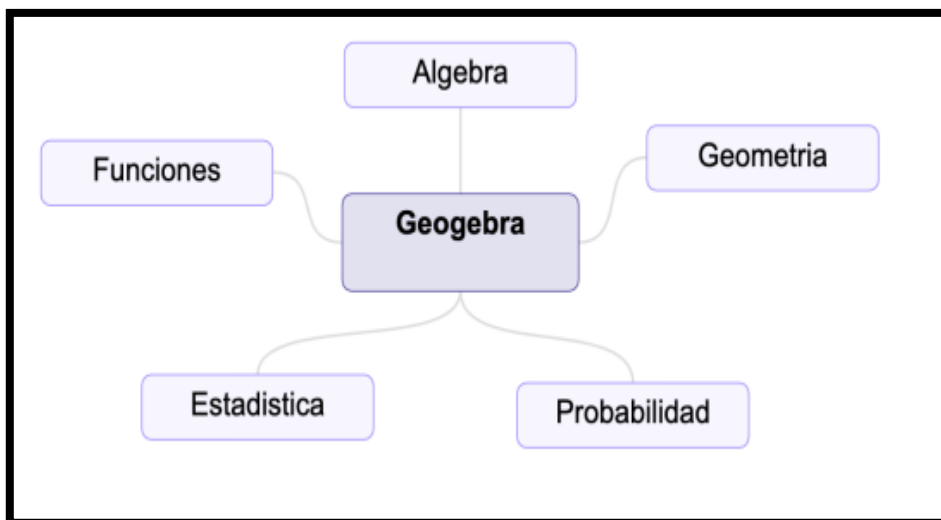 Algebra
Funciones
Geometria
Geogebra
Estadistica
Probabilidad